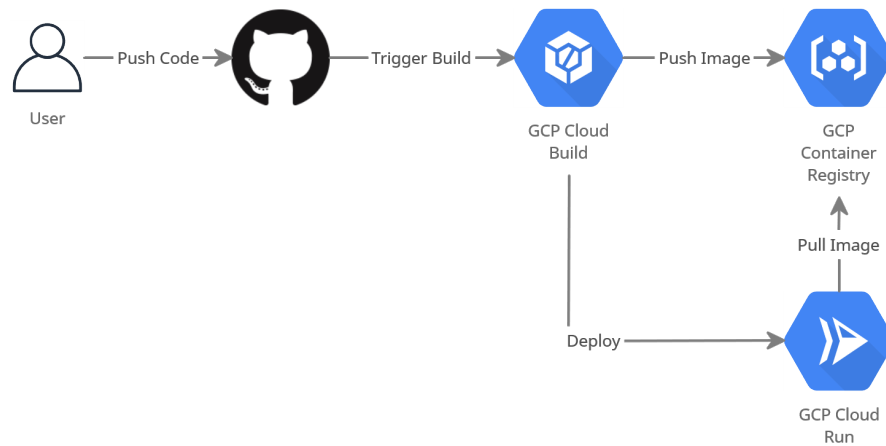 Push Code
Trigger Build
Push Image
User
GCP Cloud
Build
GCP
Container
Registry
Pull Image
Deploy
GCP Cloud
Run